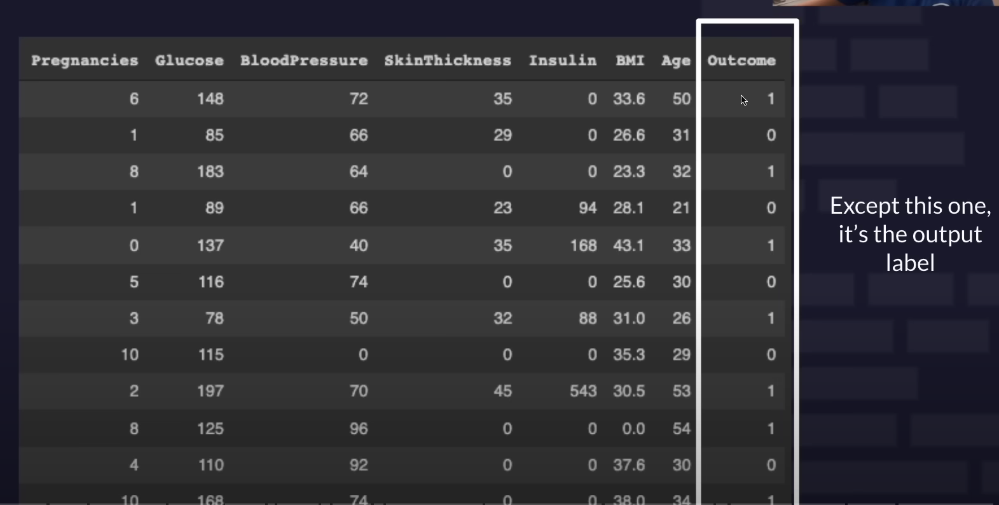 Pregnancies Glucose BloodPressure SkinThickness Insulin BMI Age Outcome
6 148 72 35 0 33.6 50 1
1 85 66 29 0 26.6 31 0
8 183 64 0 0 23.3 32 1
1 89 66 23 94 28.1 21 0
0 137 40 35 168 43.1 33 1
5 116 74 0 0 25.6 30 0
3 78 50 32 88 31.0 26 1
10 115 0 0 0 35.3 29 0
2 197 70 45 543 30.5 53 1
8 125 96 0 0 0.0 54 1
4 110 92 0 0 37.6 30 0
10 168 74 0 0 38.0 34 1
Except this one,
it's the output
label